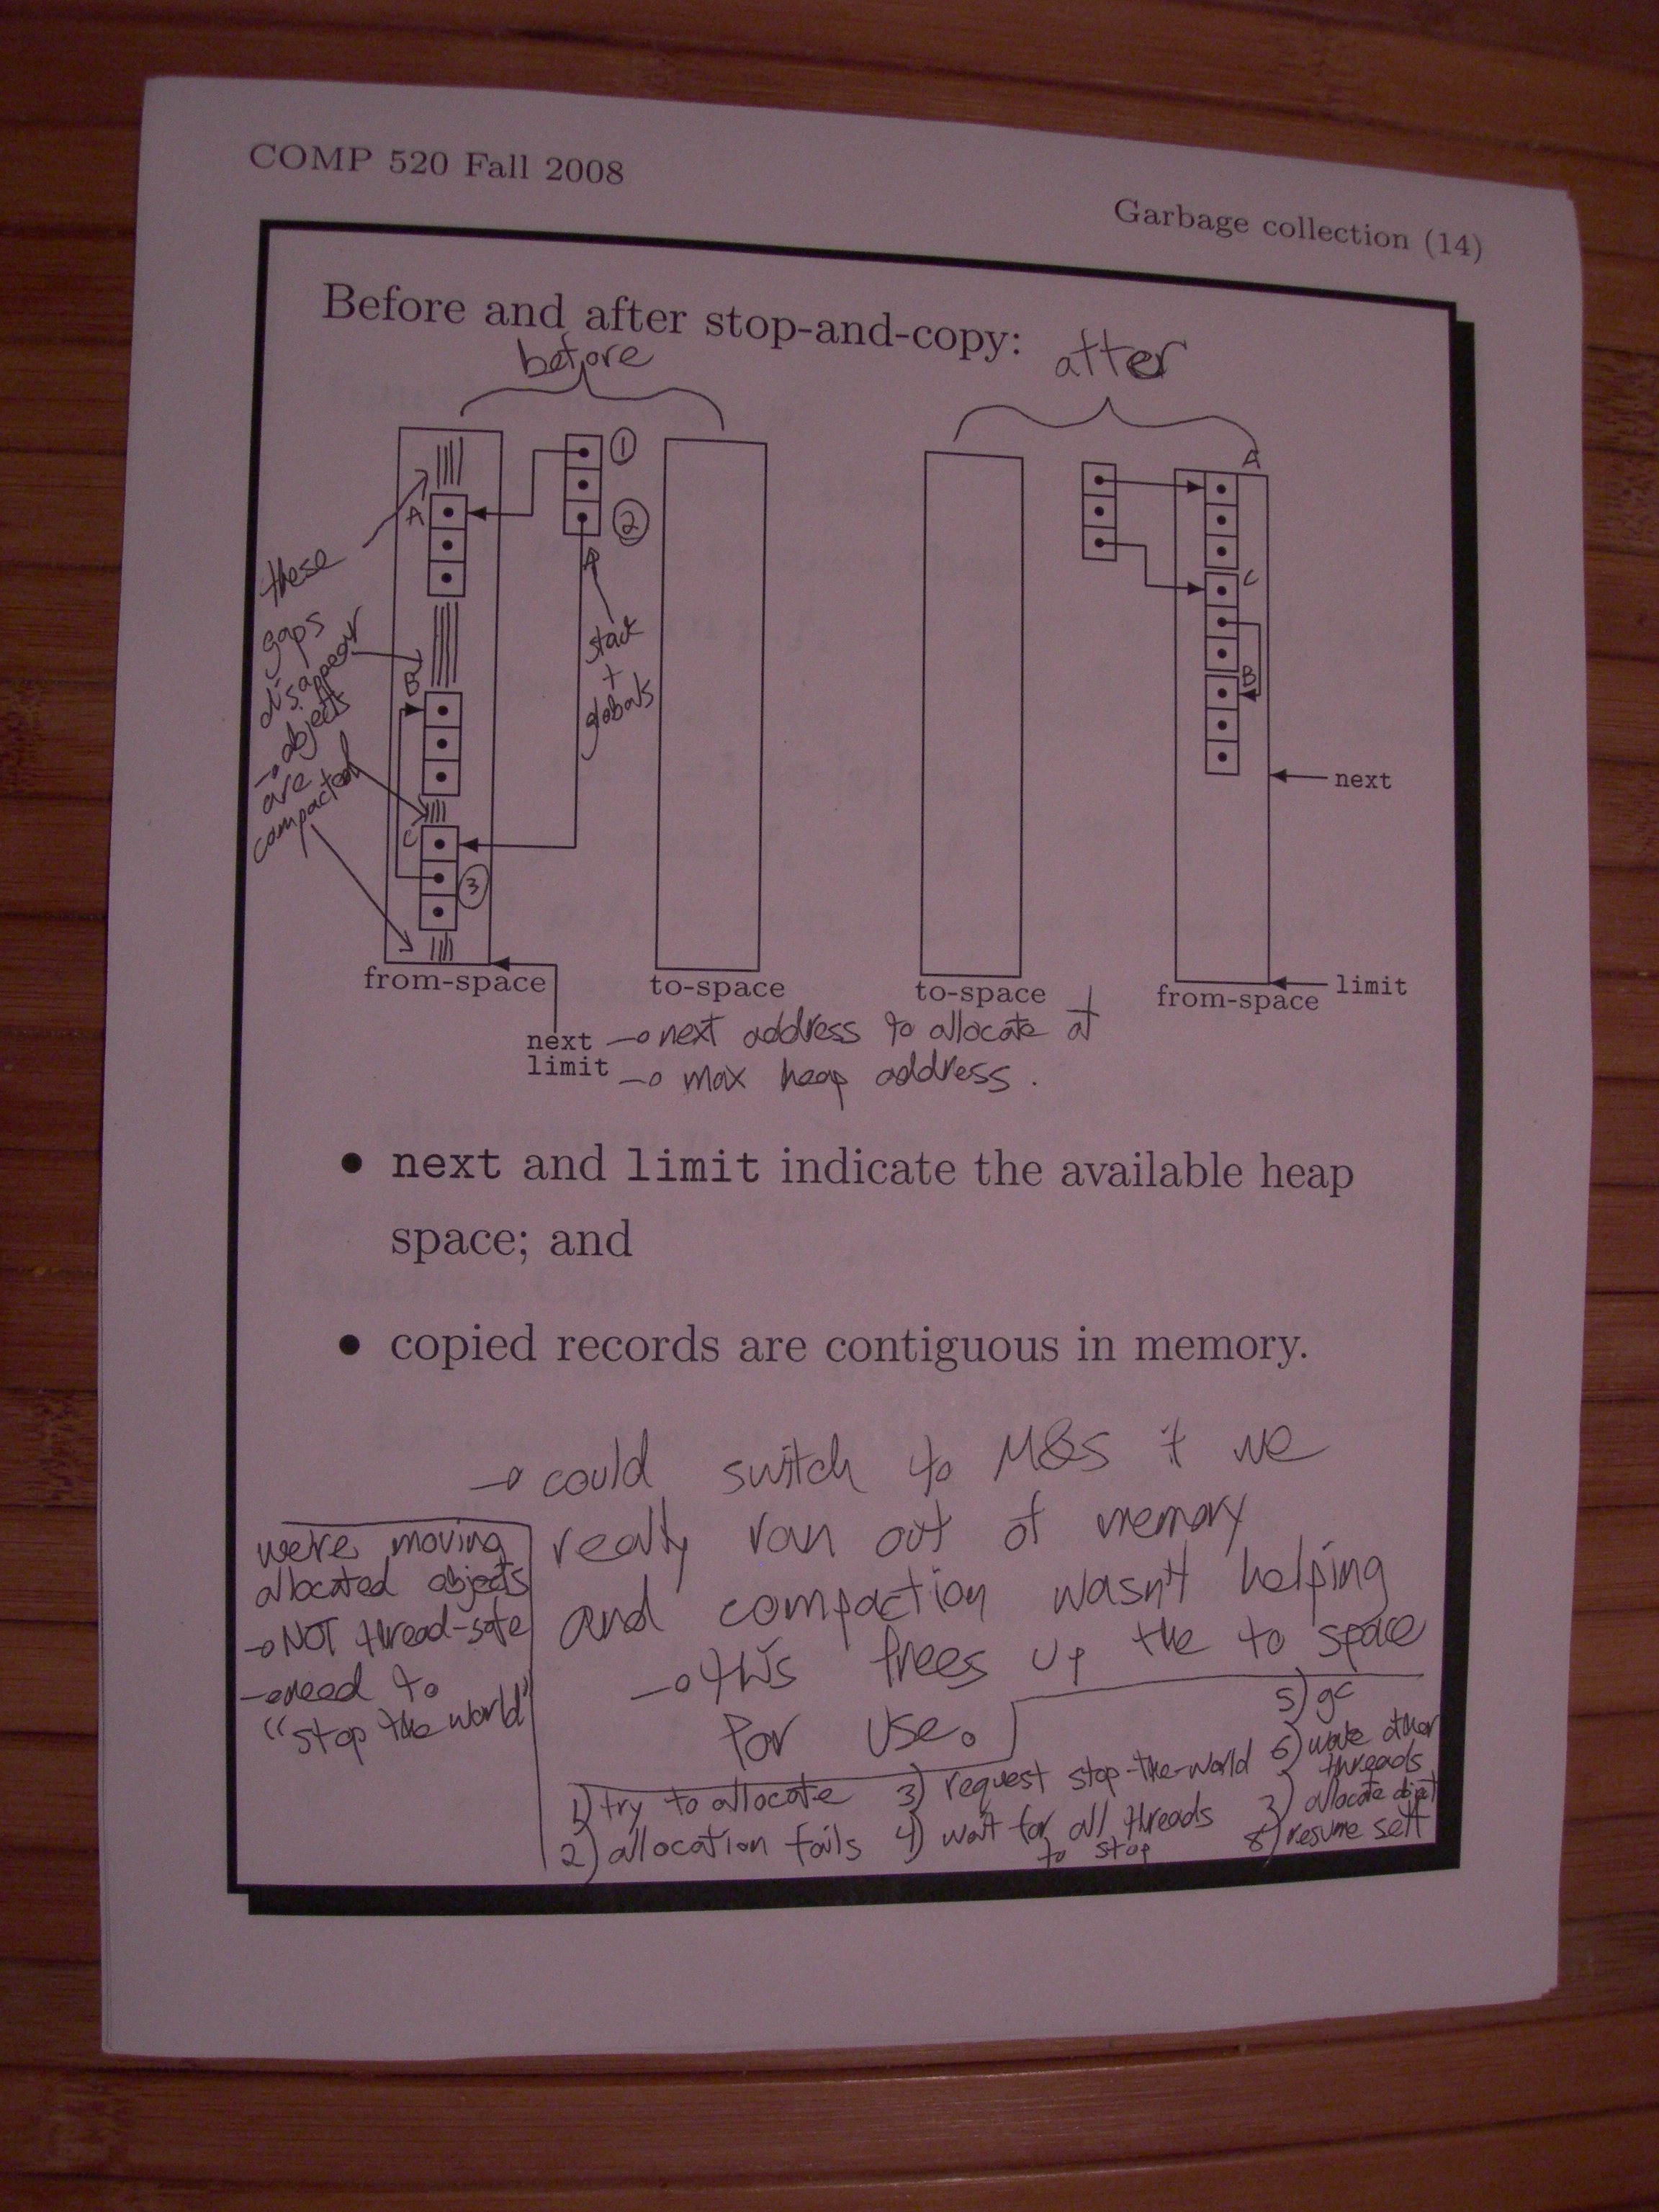 COMP 520 Fall 2008
Garbage collection (14)
Before and after stop-and-copy:
before
after
1
2
A
these
gaps
disappear
→ objects
are
compacted
stack
+
globals
B
C
3
A
C
B
next
limit
from-space
to-space
to-space
from-space
next → next address to allocate at
limit → max heap address.
• next and limit indicate the available heap
space; and
• copied records are contiguous in memory.
→ could switch to M&S if we
really ran out of memory
and compaction wasn't helping
→ this frees up the to space
for use.
we're moving
allocated objects
→ NOT thread-safe
→ need to
"stop the world"
1) try to allocate
2) allocation fails
3) request stop-the-world
4) wait for all threads
to stop
5) gc
6) wake other
threads
7) allocate object
8) resume self